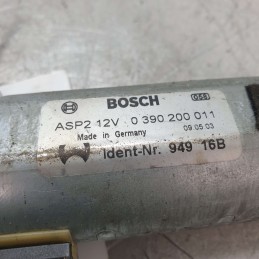 BOSCH
ASP2 12V 0 390 200 011
Made in Germany 09 05 03
Ident-Nr. 949 16B